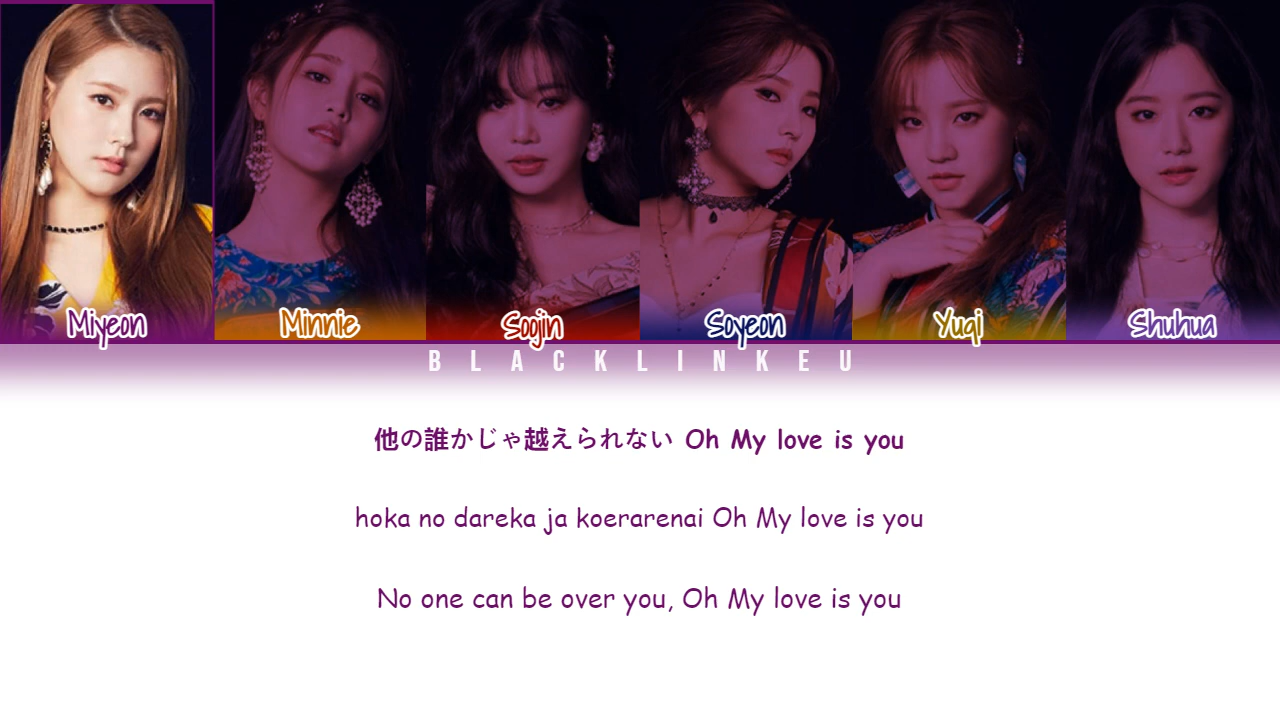 Miyeon Minnie Soojin Soyeon Yuqi Shuhua
BLACKLINKEU
他の誰かじゃ越えられない Oh My love is you
hoka no dareka ja koerarenai Oh My love is you
No one can be over you, Oh My love is you